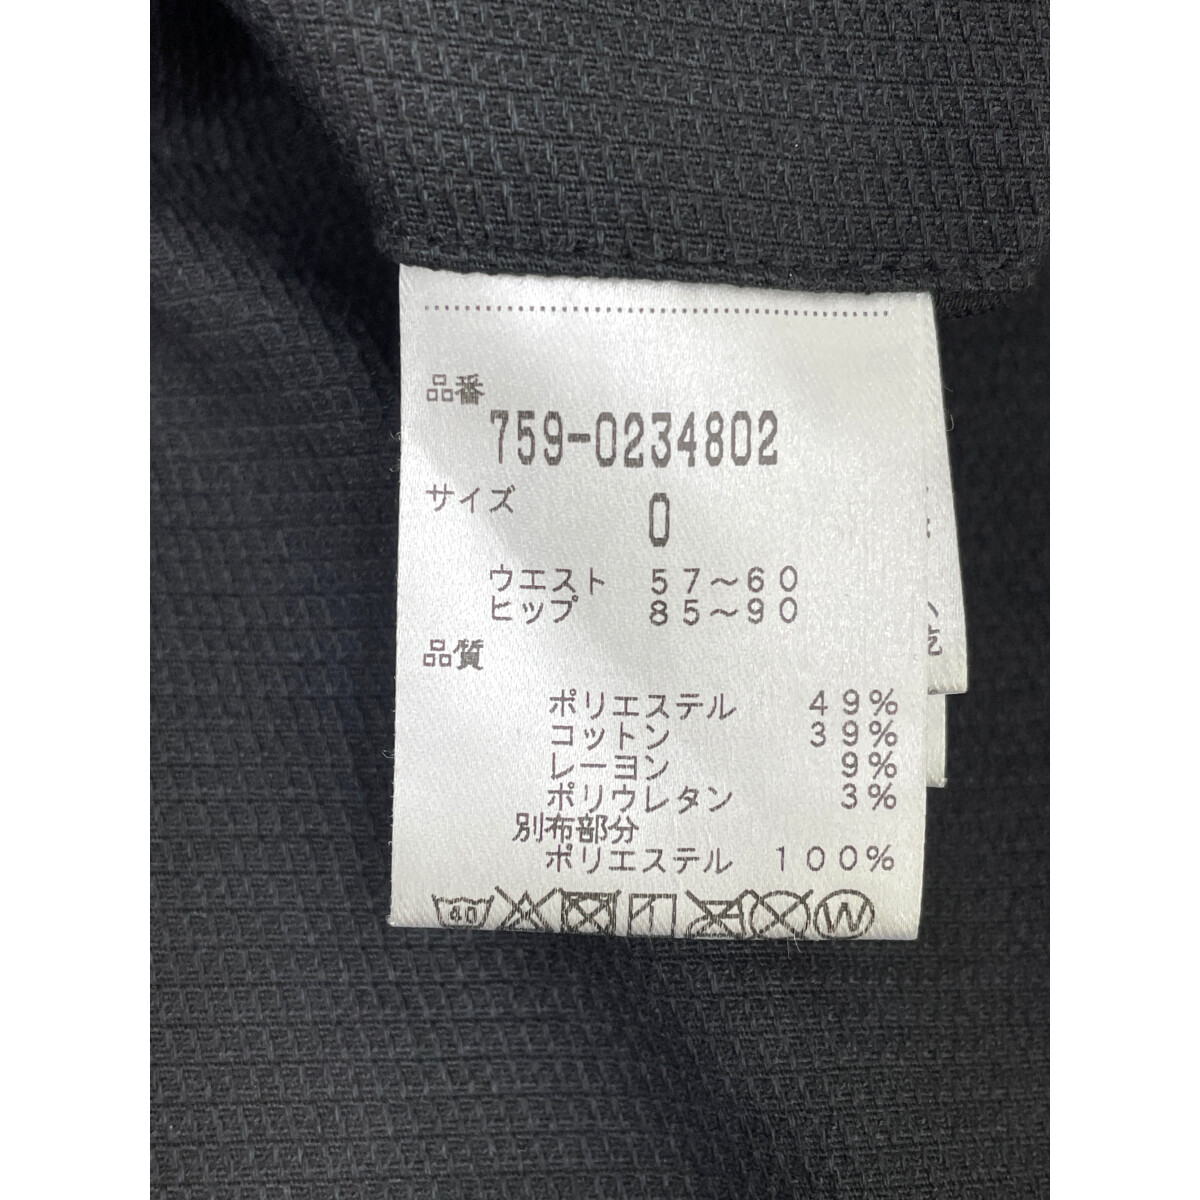 品番
759-0234802
サイズ 0
ウエスト 57〜60
ヒップ 85〜90
品質
ポリエステル 49%
コットン 39%
レーヨン 9%
ポリウレタン 3%
別布部分
ポリエステル 100%
40 W